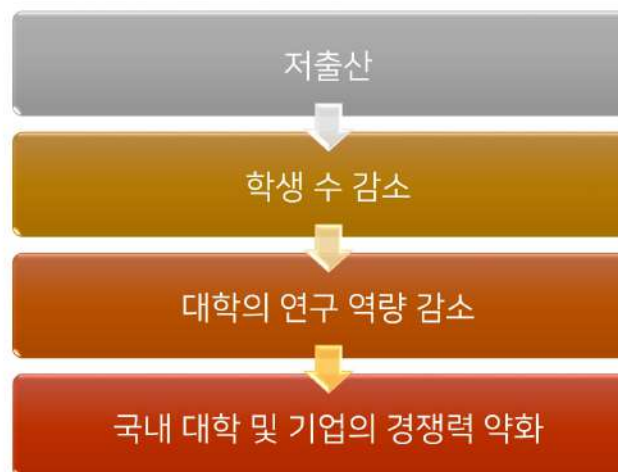 저출산
학생 수 감소
대학의 연구 역량 감소
국내 대학 및 기업의 경쟁력 약화